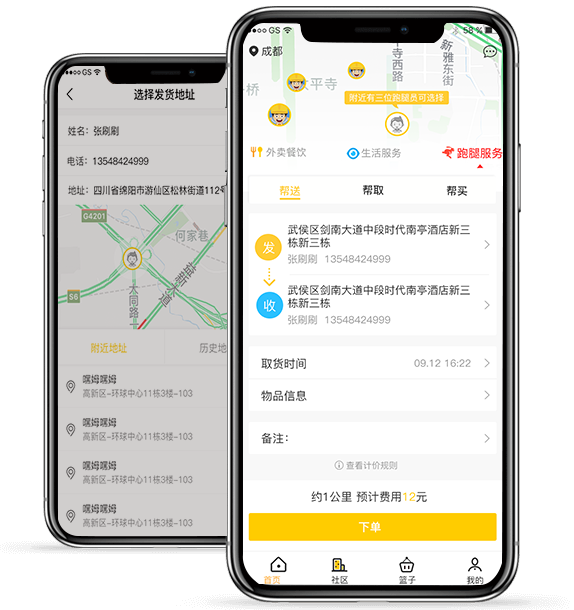 GS
选择发货地址
姓名：张刷刷
电话：13548424999
地址：四川省绵阳市游仙区松林街道112号
G4201
何家巷
S8
大同路一
附近地址
历史地
嘿姆嘿姆
高新区-环球中心11栋3楼-103
嘿姆嘿姆
高新区-环球中心11栋3楼-103
嘿姆嘿姆
高新区-环球中心11栋3楼-103
嘿姆嘿姆
高新区-环球中心11栋3楼-103
GS
58 %
成都
桥
太平寺
寺西路
新雅东街
附近有三位跑腿员可选择
外卖餐饮
生活服务
跑腿服务
帮送
帮取
帮买
发
武侯区剑南大道中段时代南亭酒店新三
栋新三栋
张刷刷 13548424999
收
武侯区剑南大道中段时代南亭酒店新三
栋新三栋
张刷刷 13548424999
取货时间
09.12 16:22
物品信息
备注：
查看计价规则
约1公里 预计费用12元
下单
首页
社区
篮子
我的